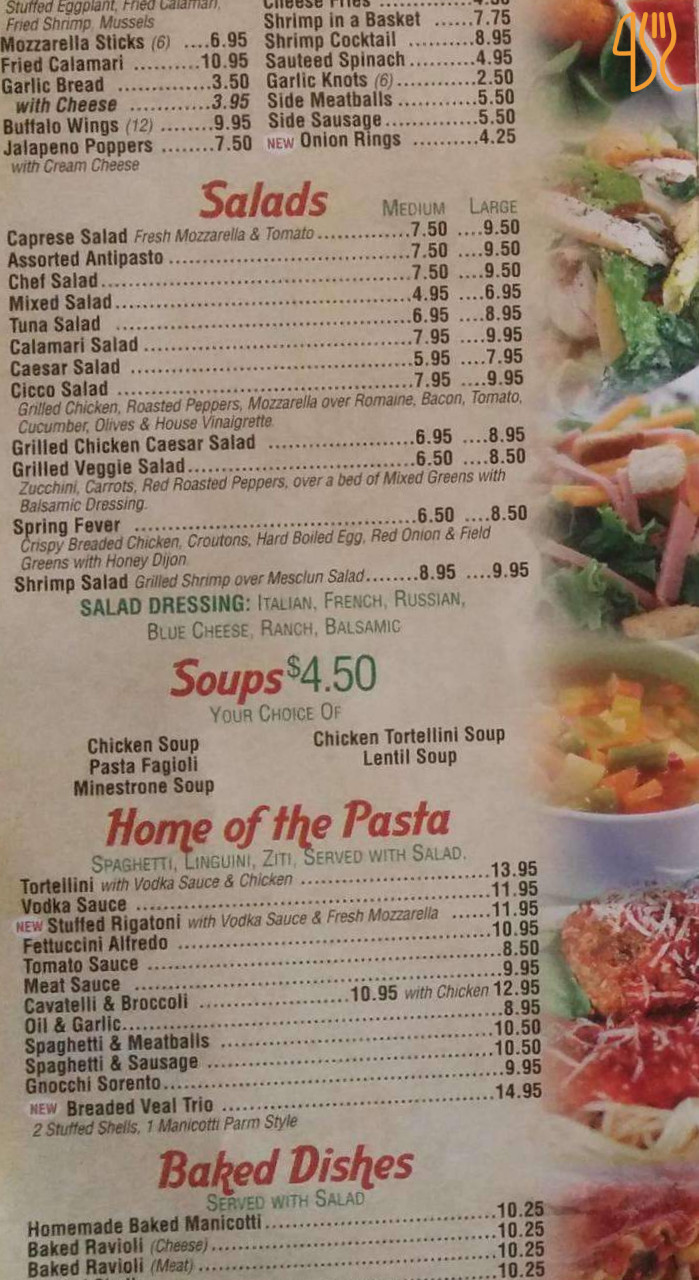 Stuffed Eggplant, Fried Calamari,
Fried Shrimp, Mussels
Mozzarella Sticks (6) ....6.95
Fried Calamari ..........10.95
Garlic Bread ..............3.50
with Cheese ............3.95
Buffalo Wings (12) ........9.95
Jalapeno Poppers ........7.50
with Cream Cheese
Cheese Fries
Shrimp in a Basket ......7.75
Shrimp Cocktail ..........8.95
Sauteed Spinach ..........4.95
Garlic Knots (6)............2.50
Side Meatballs ............5.50
Side Sausage..............5.50
NEW Onion Rings ..........4.25
Salads MEDIUM LARGE
Caprese Salad Fresh Mozzarella & Tomato ..............7.50 ....9.50
Assorted Antipasto ....................................7.50 ....9.50
Chef Salad..............................................7.50 ....9.50
Mixed Salad............................................4.95 ....6.95
Tuna Salad ............................................6.95 ....8.95
Calamari Salad ........................................7.95 ....9.95
Caesar Salad ..........................................5.95 ....7.95
Cicco Salad ............................................7.95 ....9.95
Grilled Chicken, Roasted Peppers, Mozzarella over Romaine, Bacon, Tomato,
Cucumber, Olives & House Vinaigrette.
Grilled Chicken Caesar Salad ......................6.95 ....8.95
Grilled Veggie Salad..................................6.50 ....8.50
Zucchini, Carrots, Red Roasted Peppers, over a bed of Mixed Greens with
Balsamic Dressing.
Spring Fever ..........................................6.50 ....8.50
Crispy Breaded Chicken, Croutons, Hard Boiled Egg, Red Onion & Field
Greens with Honey Dijon
Shrimp Salad Grilled Shrimp over Mesclun Salad........8.95 ....9.95
SALAD DRESSING: ITALIAN, FRENCH, RUSSIAN,
BLUE CHEESE, RANCH, BALSAMIC
Soups $4.50
YOUR CHOICE OF
Chicken Soup
Pasta Fagioli
Minestrone Soup
Chicken Tortellini Soup
Lentil Soup
Home of the Pasta
SPAGHETTI, LINGUINI, ZITI, SERVED WITH SALAD.
Tortellini with Vodka Sauce & Chicken ............................13.95
Vodka Sauce ....................................................11.95
NEW Stuffed Rigatoni with Vodka Sauce & Fresh Mozzarella ......11.95
Fettuccini Alfredo ..............................................10.95
Tomato Sauce ..................................................8.50
Meat Sauce ....................................................9.95
Cavatelli & Broccoli ......................10.95 with Chicken 12.95
Oil & Garlic......................................................8.95
Spaghetti & Meatballs ..........................................10.50
Spaghetti & Sausage ............................................10.50
Gnocchi Sorento..................................................9.95
NEW Breaded Veal Trio ..........................................14.95
2 Stuffed Shells, 1 Manicotti Parm Style
Baked Dishes
SERVED WITH SALAD
Homemade Baked Manicotti....................................10.25
Baked Ravioli (Cheese)..........................................10.25
Baked Ravioli (Meat) ............................................10.25
10.25